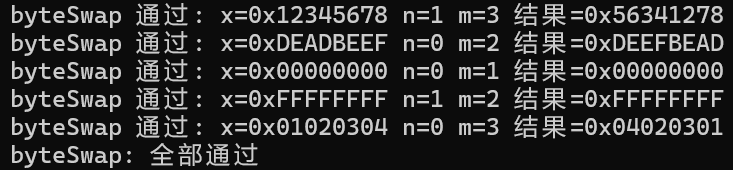 byteSwap 通过: x=0x12345678 n=1 m=3 结果=0x56341278
byteSwap 通过: x=0xDEADBEEF n=0 m=2 结果=0xDEEFBEAD
byteSwap 通过: x=0x00000000 n=0 m=1 结果=0x00000000
byteSwap 通过: x=0xFFFFFFFF n=1 m=2 结果=0xFFFFFFFF
byteSwap 通过: x=0x01020304 n=0 m=3 结果=0x04020301
byteSwap: 全部通过